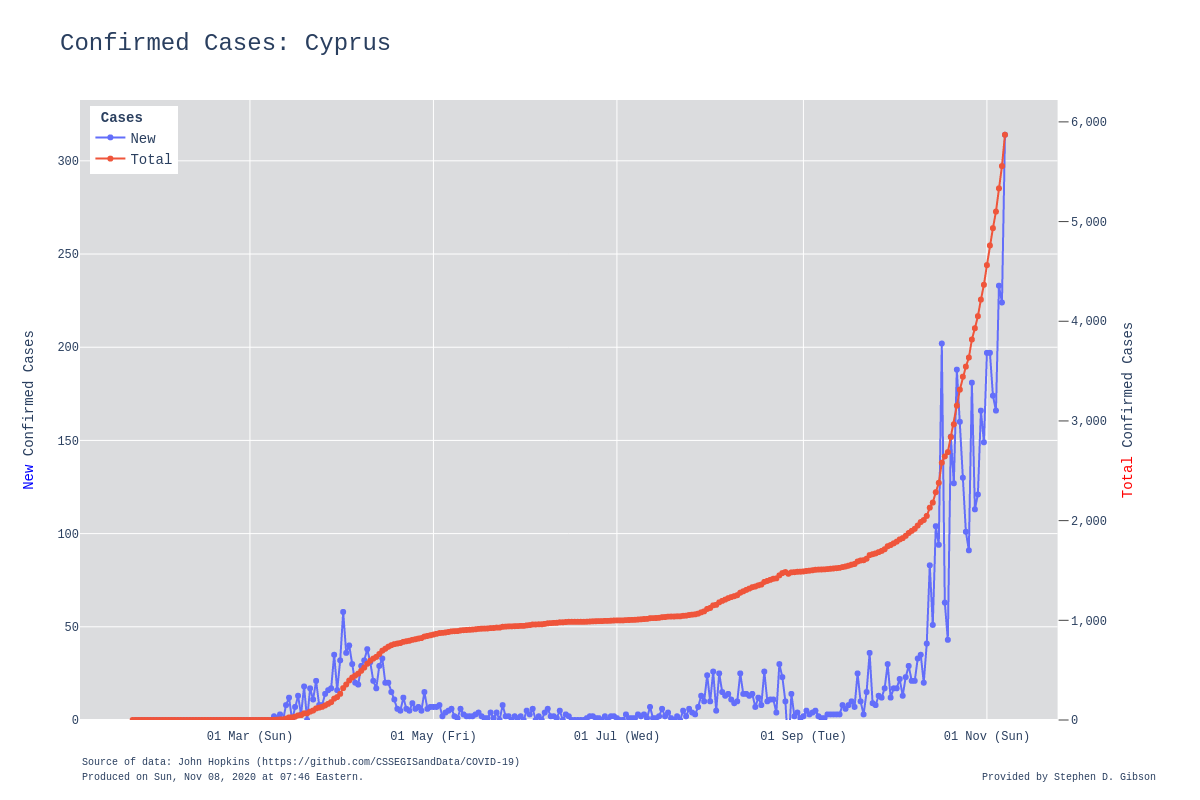 Confirmed Cases: Cyprus
Cases
New
Total
300
250
200
150
100
50
0
6,000
5,000
4,000
3,000
2,000
1,000
0
New Confirmed Cases
Total Confirmed Cases
01 Mar (Sun)
01 May (Fri)
01 Jul (Wed)
01 Sep (Tue)
01 Nov (Sun)
Source of data: John Hopkins (https://github.com/CSSEGISandData/COVID-19)
Produced on Sun, Nov 08, 2020 at 07:46 Eastern.
Provided by Stephen D. Gibson